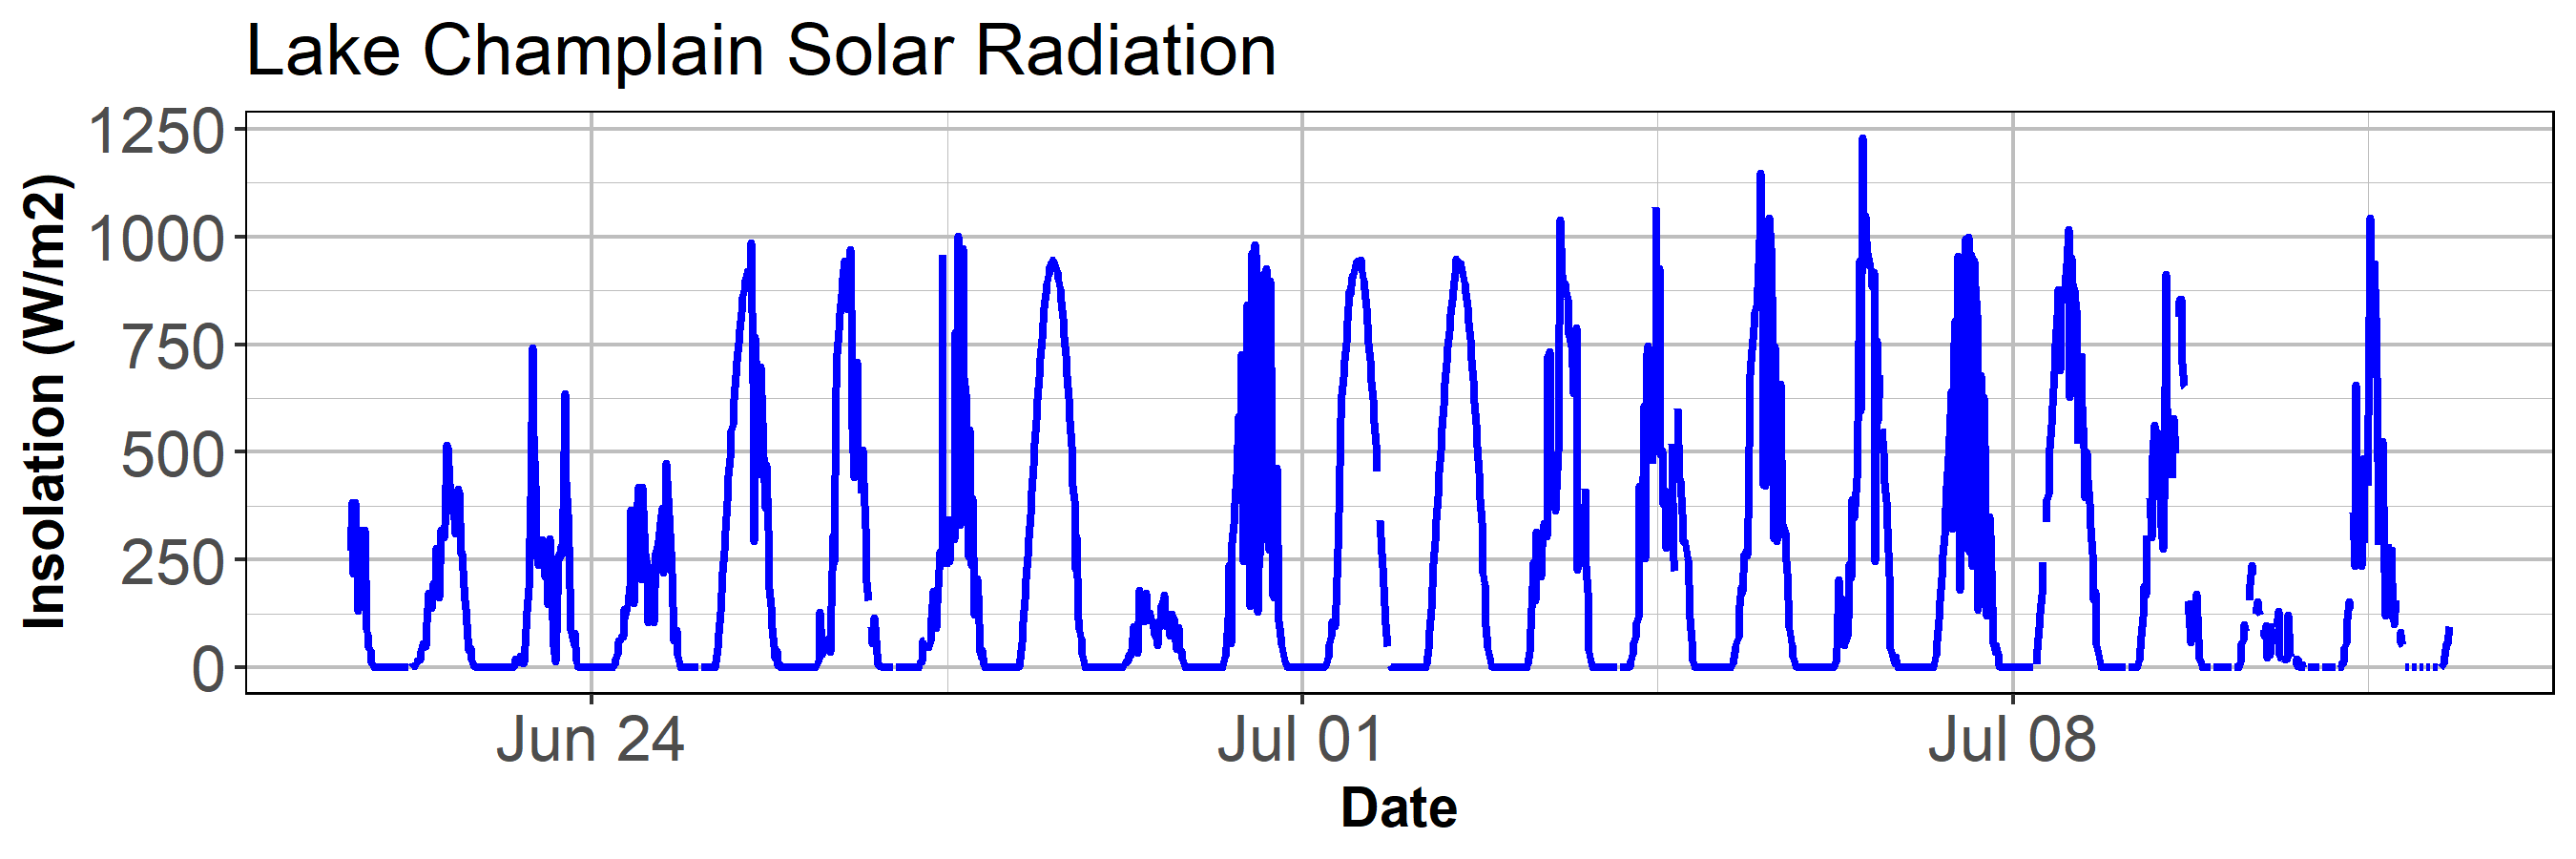 Lake Champlain Solar Radiation
1250
1000
750
500
250
0
Insolation (W/m2)
Jun 24
Jul 01
Jul 08
Date